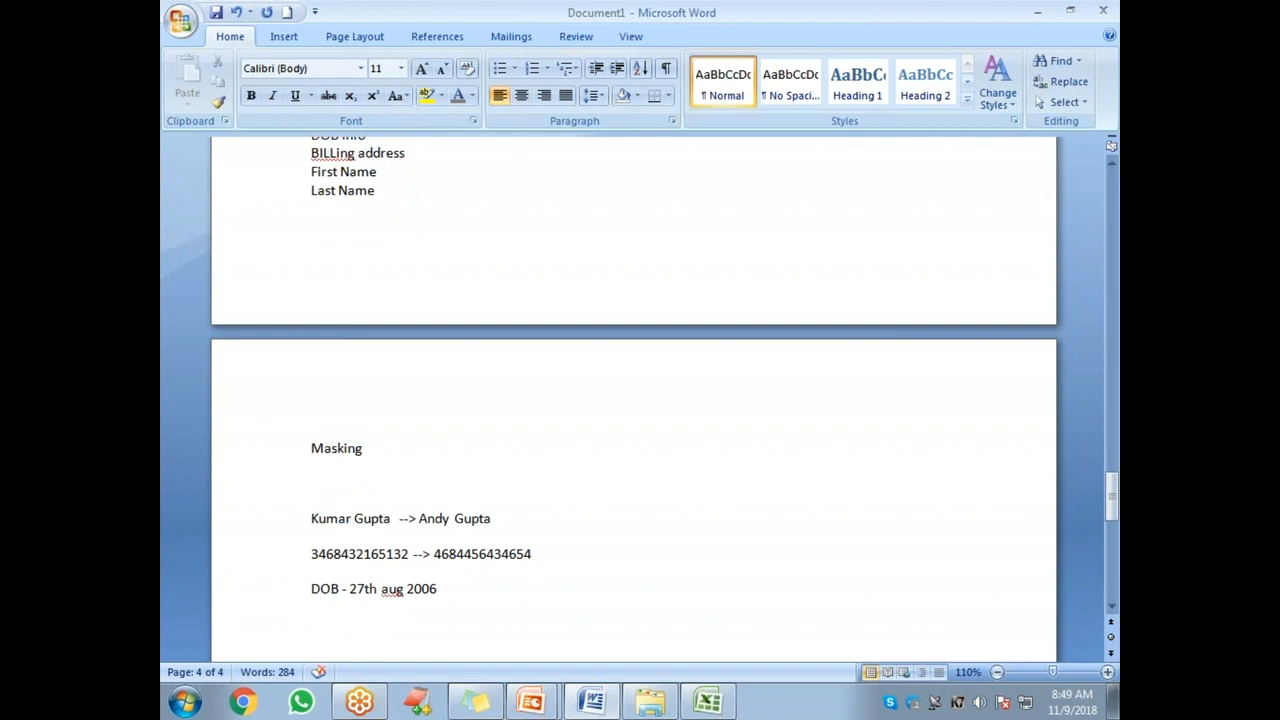 Document1 - Microsoft Word
Home Insert Page Layout References Mailings Review View
Paste
Calibri (Body) 11
AaBbCcDc AaBbCcDc AaBbC AaBbCc
¶ Normal ¶ No Spaci... Heading 1 Heading 2
Change Styles
Find
Replace
Select
Clipboard Font Paragraph Styles Editing
DOB info
BILLing address
First Name
Last Name
Masking
Kumar Gupta --> Andy Gupta
3468432165132 --> 4684456434654
DOB - 27th aug 2006
Page: 4 of 4 Words: 284 110%
8:49 AM
11/9/2018